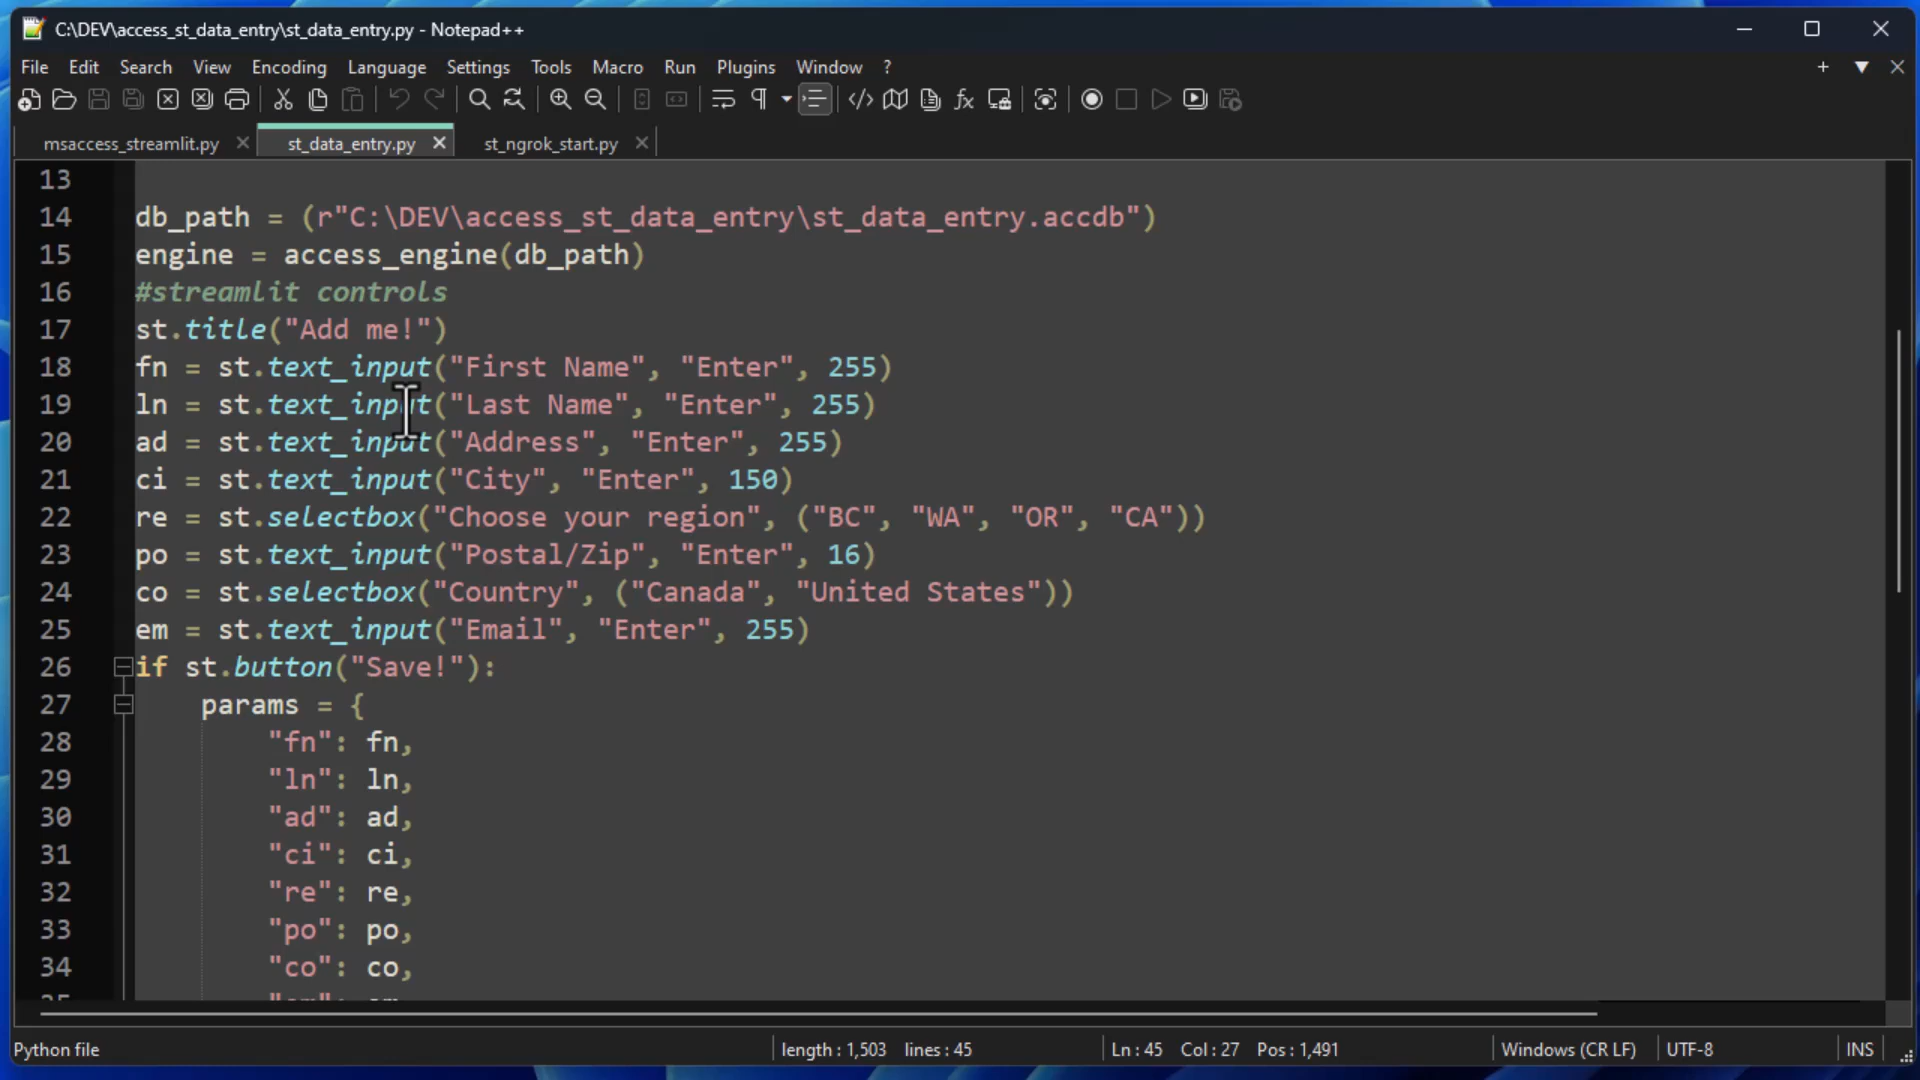 C:\DEV\access_st_data_entry\st_data_entry.py - Notepad++
File Edit Search View Encoding Language Settings Tools Macro Run Plugins Window ?
msaccess_streamlit.py st_data_entry.py st_ngrok_start.py
13
14 db_path = (r"C:\DEV\access_st_data_entry\st_data_entry.accdb")
15 engine = access_engine(db_path)
16 #streamlit controls
17 st.title("Add me!")
18 fn = st.text_input("First Name", "Enter", 255)
19 ln = st.text_input("Last Name", "Enter", 255)
20 ad = st.text_input("Address", "Enter", 255)
21 ci = st.text_input("City", "Enter", 150)
22 re = st.selectbox("Choose your region", ("BC", "WA", "OR", "CA"))
23 po = st.text_input("Postal/Zip", "Enter", 16)
24 co = st.selectbox("Country", ("Canada", "United States"))
25 em = st.text_input("Email", "Enter", 255)
26 if st.button("Save!"):
27 params = {
28 "fn": fn,
29 "ln": ln,
30 "ad": ad,
31 "ci": ci,
32 "re": re,
33 "po": po,
34 "co": co,
Python file length : 1,503 lines : 45 Ln : 45 Col : 27 Pos : 1,491 Windows (CR LF) UTF-8 INS